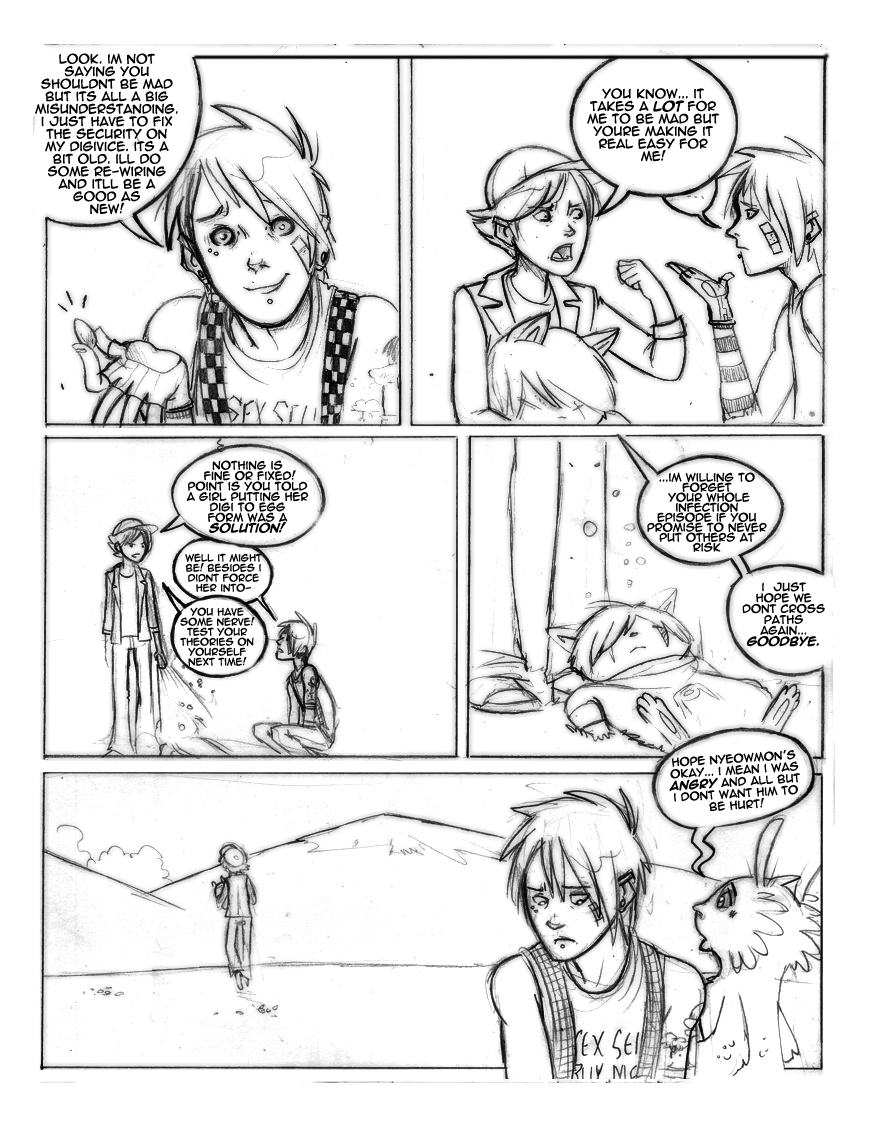 LOOK. IM NOT
SAYING YOU
SHOULDNT BE MAD
BUT ITS ALL A BIG
MISUNDERSTANDING.
I JUST HAVE TO FIX
THE SECURITY ON
MY DIGIVICE. ITS A
BIT OLD. ILL DO
SOME RE-WIRING
AND ITLL BE A
GOOD AS
NEW!
SEX SELL
YOU KNOW... IT
TAKES A LOT FOR
ME TO BE MAD BUT
YOURE MAKING IT
REAL EASY FOR
ME!
NOTHING IS
FINE OR FIXED!
POINT IS YOU TOLD
A GIRL PUTTING HER
DIGI TO EGG
FORM WAS A
SOLUTION!
WELL IT MIGHT
BE! BESIDES I
DIDNT FORCE
HER INTO-
YOU HAVE
SOME NERVE!
TEST YOUR
THEORIES ON
YOURSELF
NEXT TIME!
...IM WILLING TO
FORGET
YOUR WHOLE
INFECTION
EPISODE IF YOU
PROMISE TO NEVER
PUT OTHERS AT
RISK
I JUST
HOPE WE
DONT CROSS
PATHS
AGAIN...
GOODBYE.
HOPE NYEOWMON'S
OKAY... I MEAN I WAS
ANGRY AND ALL BUT
I DONT WANT HIM TO
BE HURT!
SEX SEL